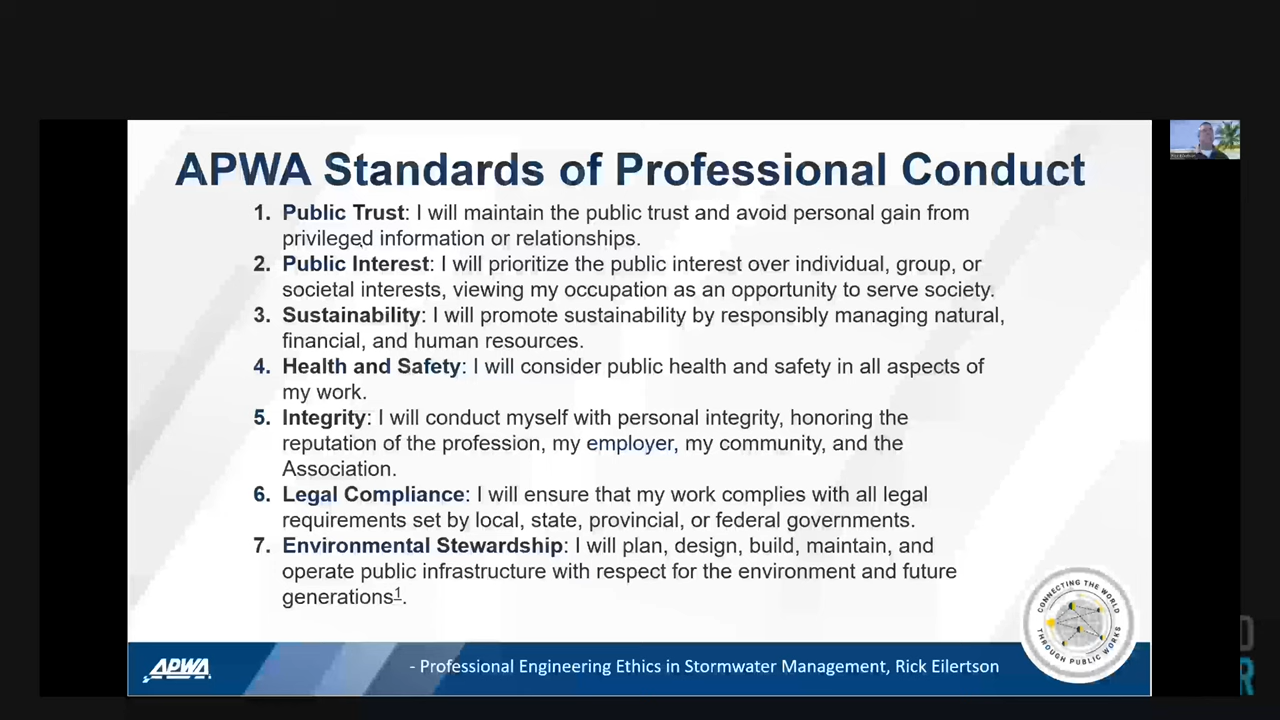 APWA Standards of Professional Conduct
1. Public Trust: I will maintain the public trust and avoid personal gain from
privileged information or relationships.
2. Public Interest: I will prioritize the public interest over individual, group, or
societal interests, viewing my occupation as an opportunity to serve society.
3. Sustainability: I will promote sustainability by responsibly managing natural,
financial, and human resources.
4. Health and Safety: I will consider public health and safety in all aspects of
my work.
5. Integrity: I will conduct myself with personal integrity, honoring the
reputation of the profession, my employer, my community, and the
Association.
6. Legal Compliance: I will ensure that my work complies with all legal
requirements set by local, state, provincial, or federal governments.
7. Environmental Stewardship: I will plan, design, build, maintain, and
operate public infrastructure with respect for the environment and future
generations1.
CONNECTING THE WORLD
THROUGH PUBLIC WORKS
APWA
- Professional Engineering Ethics in Stormwater Management, Rick Eilertson
D
R